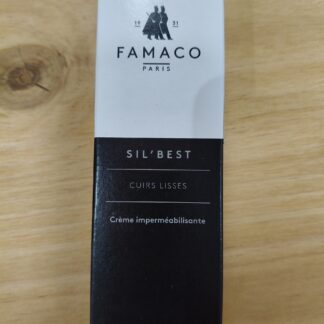 19 31
FAMACO
PARIS
SIL'BEST
CUIRS LISSES
Crème imperméabilisante